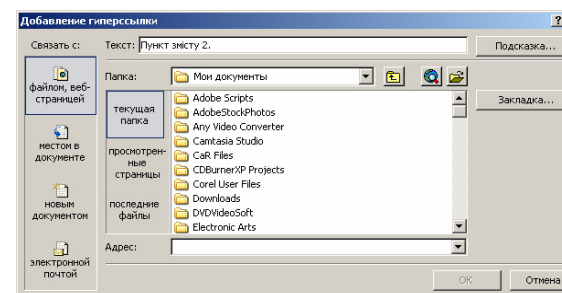 Добавление гиперссылки
?
Связать с: Текст: Пункт змісту 2. Подсказка...
файлом, веб-
страницей
местом в
документе
новым
документом
электронной
почтой
Папка: Мои документы
текущая
папка
просмотрен-
ные
страницы
последние
файлы
Adobe Scripts
AdobeStockPhotos
Any Video Converter
Camtasia Studio
CaR Files
CDBurnerXP Projects
Corel User Files
Downloads
DVDVideoSoft
Electronic Arts
Закладка...
Адрес:
ОК Отмена